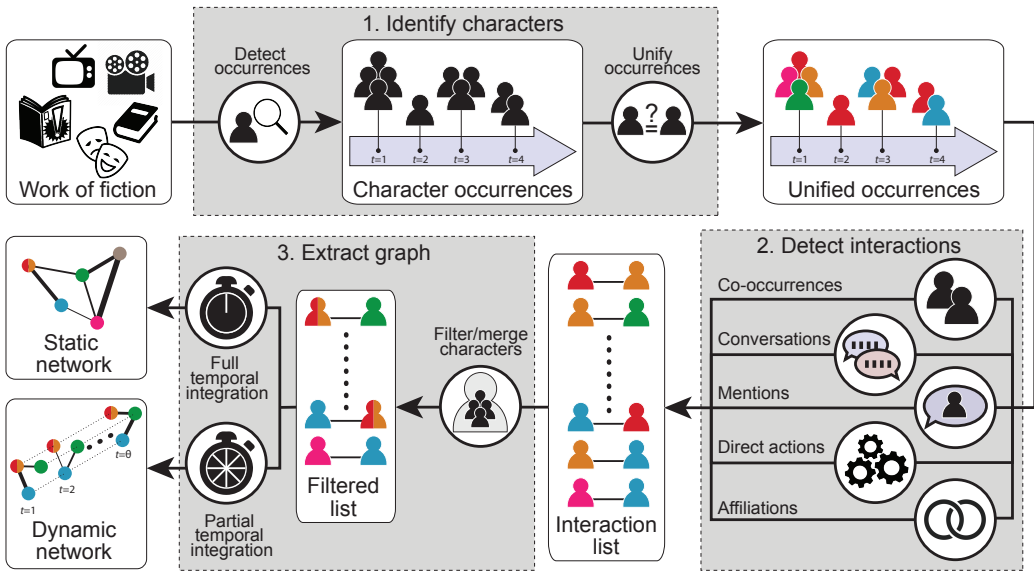 1. Identify characters
Detect
occurrences
Unify
occurrences
?
=
t=1
t=2
t=3
t=4
t=1
t=2
t=3
t=4
Work of fiction
Character occurrences
Unified occurrences
3. Extract graph
2. Detect interactions
Co-occurrences
Conversations
Mentions
Direct actions
Affiliations
Filter/merge
characters
Static
network
Full
temporal
integration
t=θ
t=2
t=1
Dynamic
network
Partial
temporal
integration
Filtered
list
Interaction
list